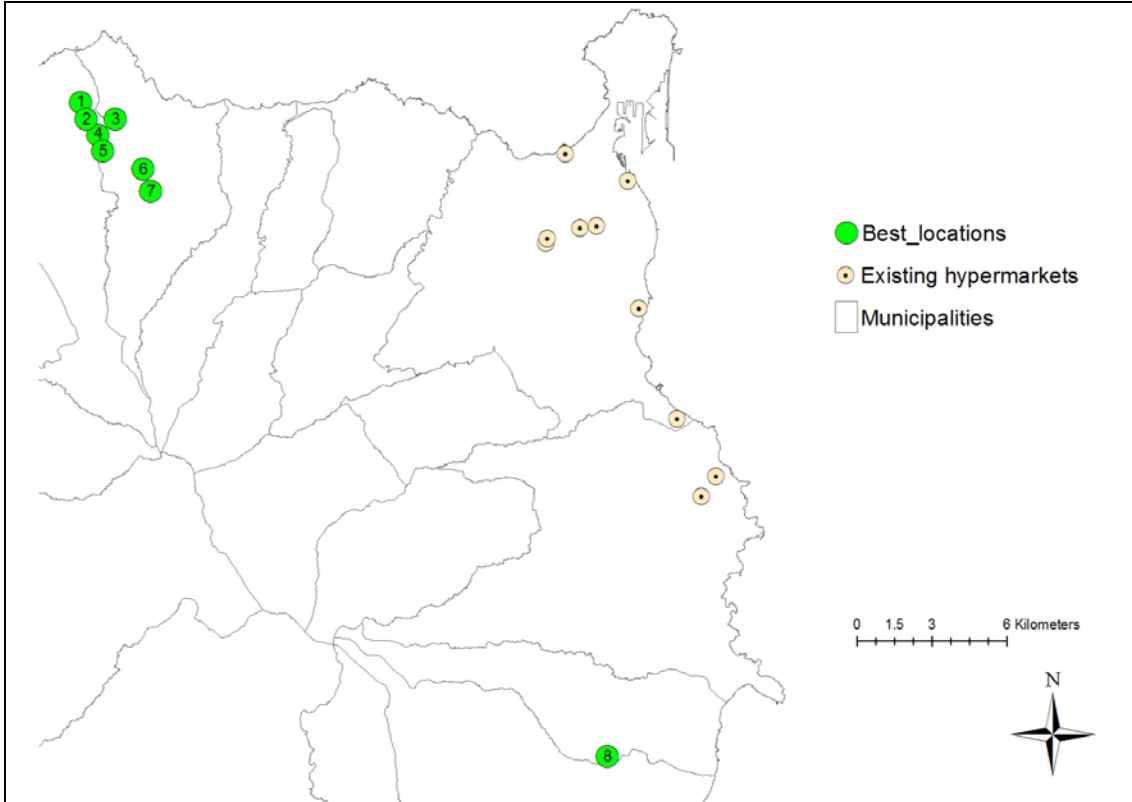 1
2
3
4
5
6
7
8
Best_locations
Existing hypermarkets
Municipalities
0 1.5 3 6 Kilometers
N